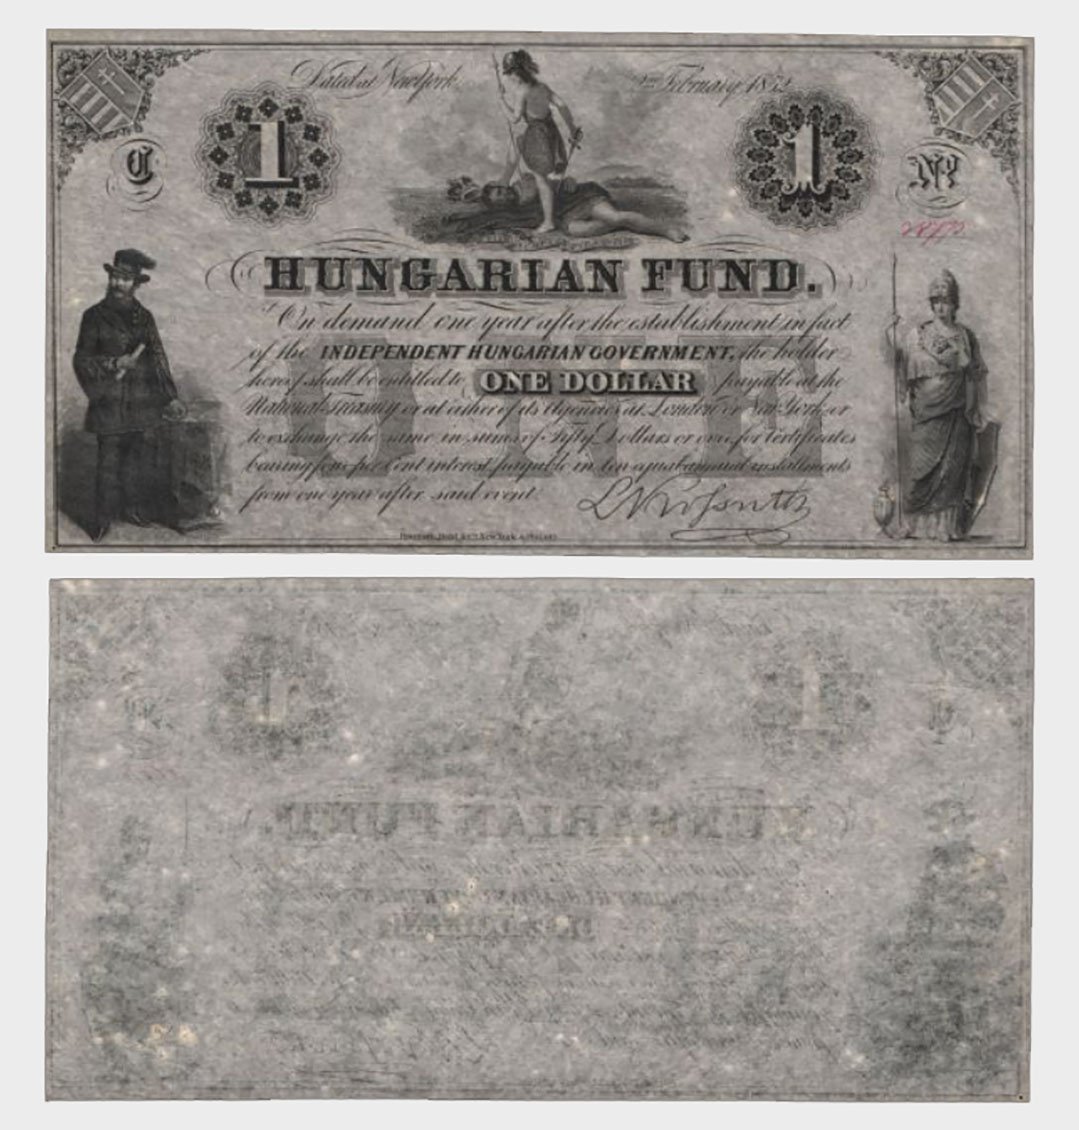 Dated at New York 2nd February, 1852
1 1
C No.
HUNGARIAN FUND.
On demand one year after the establishment in fact
of the INDEPENDENT HUNGARIAN GOVERNMENT, the holder
hereof shall be entitled to ONE DOLLAR payable at the
National Treasury or at either of its Agencies at London or New York, or
to exchange the same in sums of Fifty Dollars or over, for Certificates
bearing four per Cent interest, payable in ten equal annual installments
from one year after said event.
ONE
L Kossuth